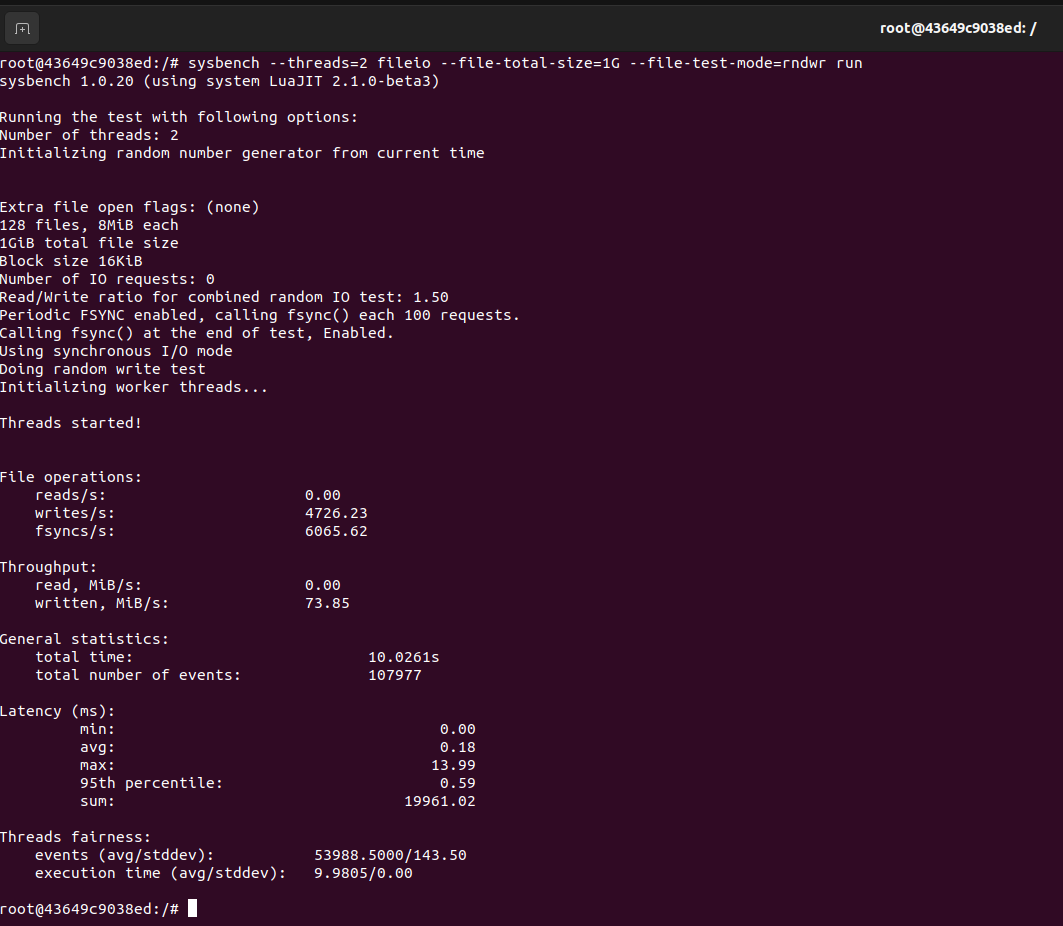 root@43649c9038ed: /
root@43649c9038ed:/# sysbench --threads=2 fileio --file-total-size=1G --file-test-mode=rndwr run
sysbench 1.0.20 (using system LuaJIT 2.1.0-beta3)
Running the test with following options:
Number of threads: 2
Initializing random number generator from current time
Extra file open flags: (none)
128 files, 8MiB each
1GiB total file size
Block size 16KiB
Number of IO requests: 0
Read/Write ratio for combined random IO test: 1.50
Periodic FSYNC enabled, calling fsync() each 100 requests.
Calling fsync() at the end of test, Enabled.
Using synchronous I/O mode
Doing random write test
Initializing worker threads...
Threads started!
File operations:
    reads/s:                      0.00
    writes/s:                     4726.23
    fsyncs/s:                     6065.62
Throughput:
    read, MiB/s:                  0.00
    written, MiB/s:               73.85
General statistics:
    total time:                          10.0261s
    total number of events:              107977
Latency (ms):
         min:                                    0.00
         avg:                                    0.18
         max:                                   13.99
         95th percentile:                        0.59
         sum:                                19961.02
Threads fairness:
    events (avg/stddev):           53988.5000/143.50
    execution time (avg/stddev):   9.9805/0.00
root@43649c9038ed:/#